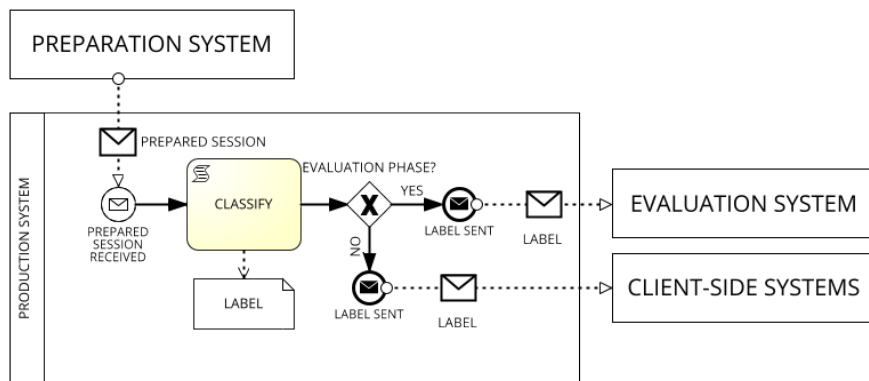 PREPARATION SYSTEM
PREPARED SESSION
EVALUATION PHASE?
PRODUCTION SYSTEM
CLASSIFY
YES
EVALUATION SYSTEM
PREPARED
SESSION
RECEIVED
LABEL SENT
LABEL
NO
CLIENT-SIDE SYSTEMS
LABEL
LABEL SENT
LABEL